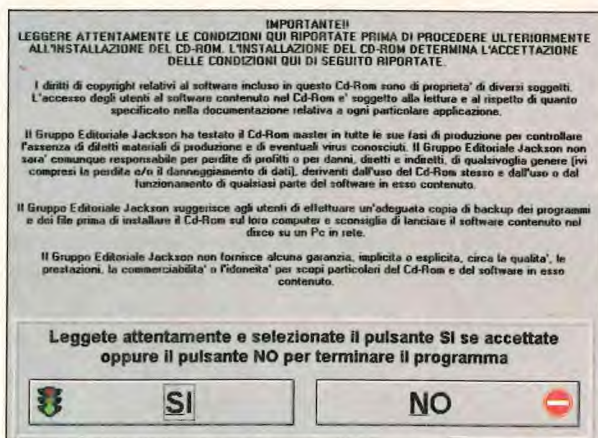 IMPORTANTE!!
LEGGERE ATTENTAMENTE LE CONDIZIONI QUI RIPORTATE PRIMA DI PROCEDERE ULTERIORMENTE
ALL'INSTALLAZIONE DEL CD-ROM. L'INSTALLAZIONE DEL CD-ROM DETERMINA L'ACCETTAZIONE
DELLE CONDIZIONI QUI DI SEGUITO RIPORTATE.
I diritti di copyright relativi al software incluso in questo Cd-Rom sono di proprieta' di diversi soggetti.
L'accesso degli utenti al software contenuto nel Cd-Rom e' soggetto alla lettura e al rispetto di quanto
specificato nella documentazione relativa a ogni particolare applicazione.
Il Gruppo Editoriale Jackson ha testato il Cd-Rom master in tutte le sue fasi di produzione per controllare
l'assenza di difetti materiali di produzione e di eventuali virus conosciuti. Il Gruppo Editoriale Jackson non
sara' comunque responsabile per perdite di profitti o per danni, diretti e indiretti, di qualsivoglia genere (ivi
compresi la perdita e/o il danneggiamento di dati), derivanti dall'uso del Cd-Rom stesso e dall'uso o dal
funzionamento di qualsiasi parte del software in esso contenuto.
Il Gruppo Editoriale Jackson suggerisce agli utenti di effettuare un'adeguata copia di backup dei programmi
e dei file prima di installare il Cd-Rom sul loro computer e sconsiglia di lanciare il software contenuto nel
disco su un Pc in rete.
Il Gruppo Editoriale Jackson non fornisce alcuna garanzia, implicita o esplicita, circa la qualita', le
prestazioni, la commerciabilita' o l'idoneita' per scopi particolari del Cd-Rom e del software in esso
contenuto.
Leggete attentamente e selezionate il pulsante SI se accettate
oppure il pulsante NO per terminare il programma
SI
NO